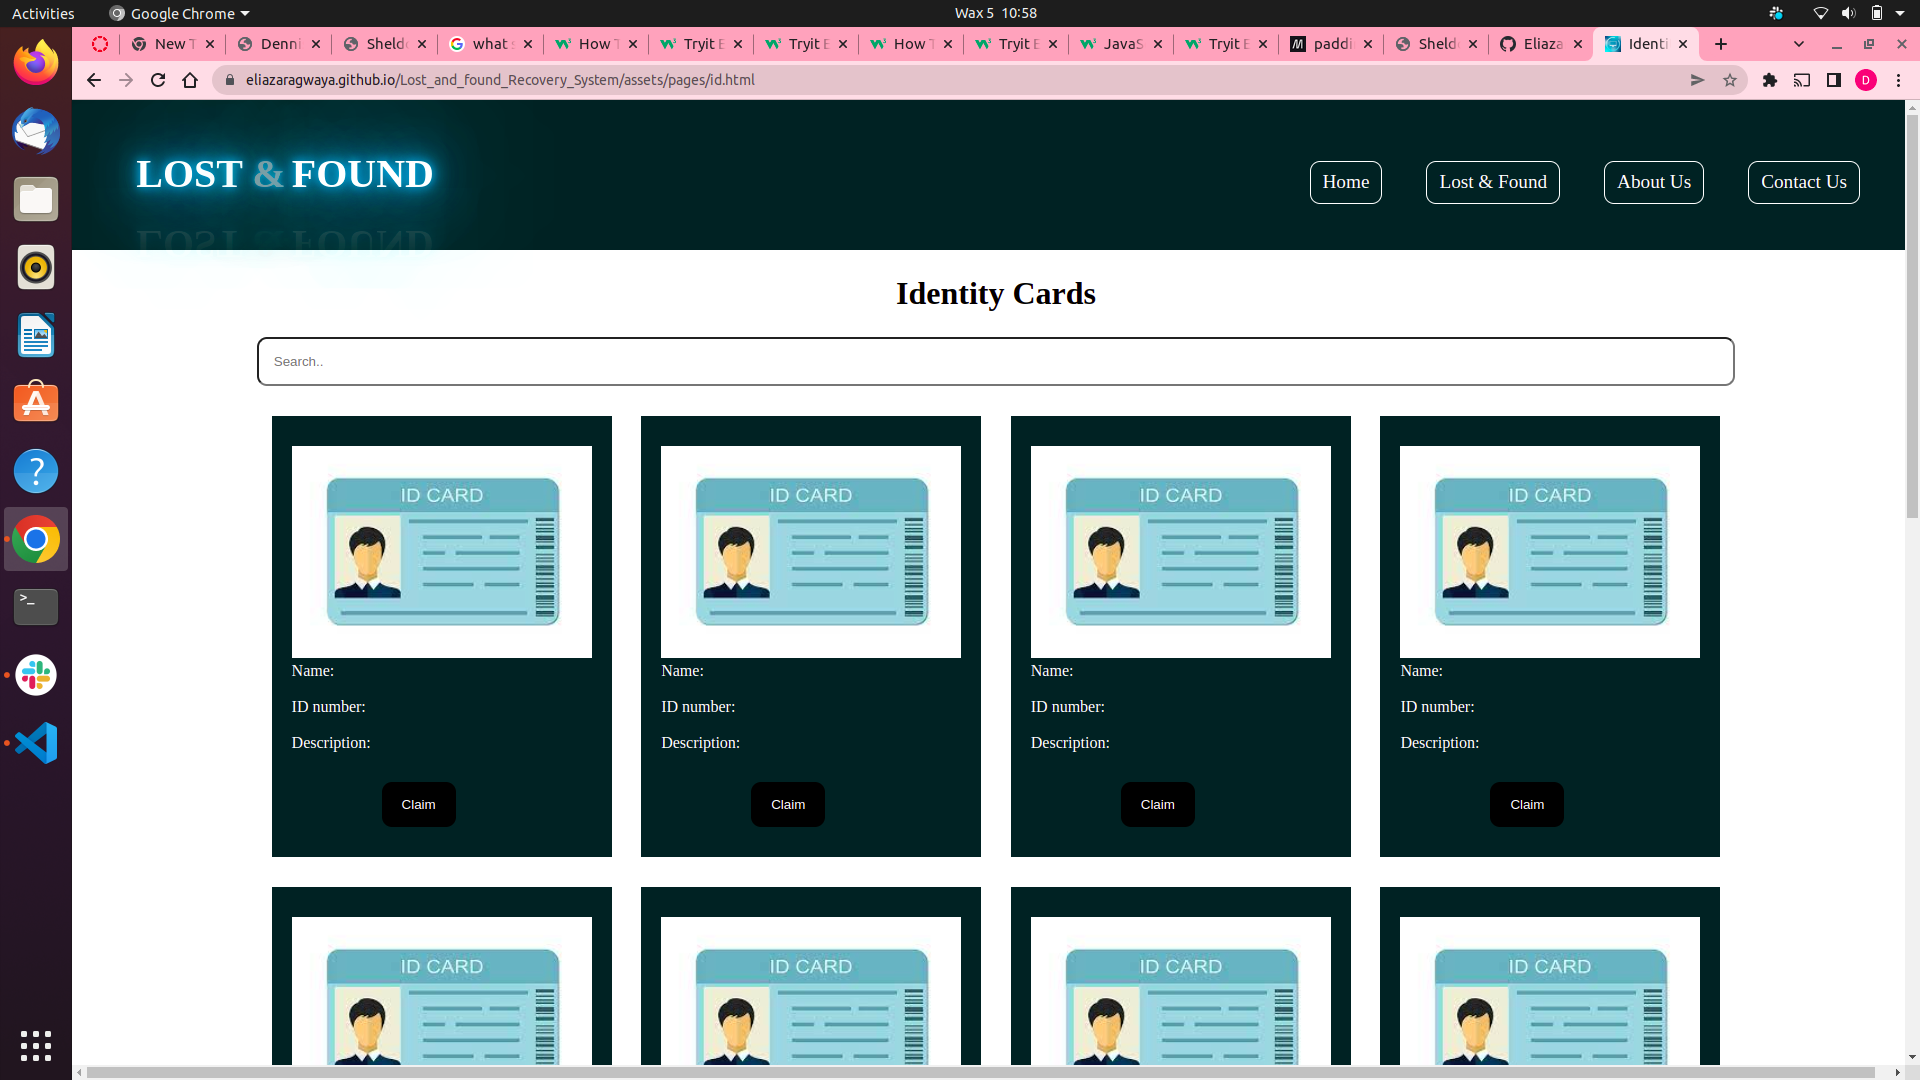 Activities
Google Chrome
Wax 5 10:58
New T
Denni
Sheld
what s
How T
Tryit E
Tryit E
How T
Tryit E
JavaS
Tryit E
paddi
Sheld
Eliaza
Identi
eliazaragwaya.github.io/Lost_and_found_Recovery_System/assets/pages/id.html
D
LOST & FOUND
Home
Lost & Found
About Us
Contact Us
LOST & FOUND
Identity Cards
Search..
ID CARD
ID CARD
ID CARD
ID CARD
Name:
Name:
Name:
Name:
ID number:
ID number:
ID number:
ID number:
Description:
Description:
Description:
Description:
Claim
Claim
Claim
Claim
ID CARD
ID CARD
ID CARD
ID CARD